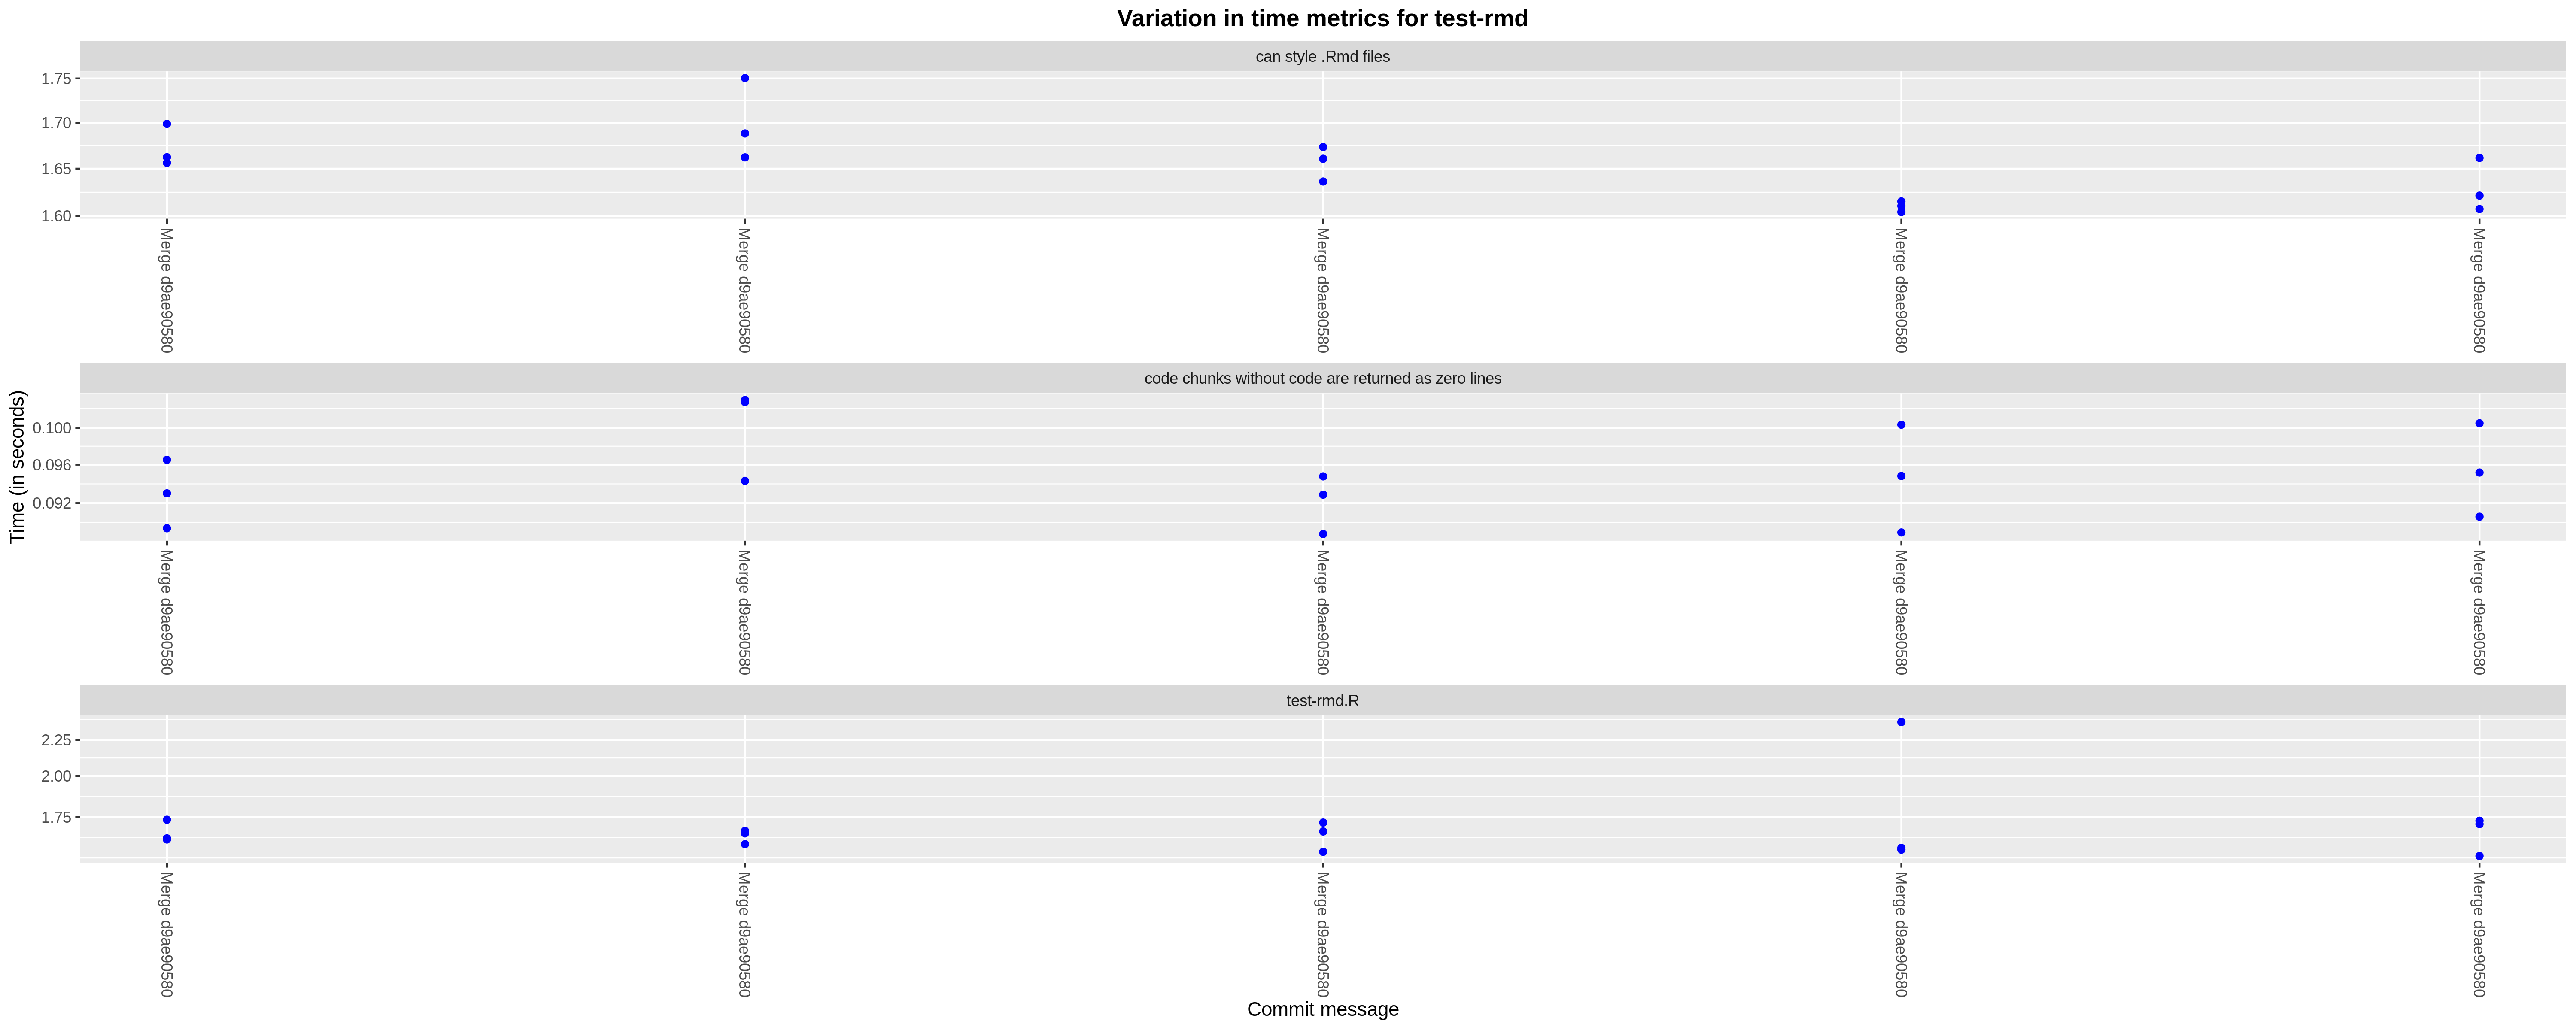 Variation in time metrics for test-rmd
can style .Rmd files
1.75
1.70
1.65
1.60
Merge d9ae90580
Merge d9ae90580
Merge d9ae90580
Merge d9ae90580
Merge d9ae90580
code chunks without code are returned as zero lines
Time (in seconds)
0.100
0.096
0.092
Merge d9ae90580
Merge d9ae90580
Merge d9ae90580
Merge d9ae90580
Merge d9ae90580
test-rmd.R
2.25
2.00
1.75
Merge d9ae90580
Merge d9ae90580
Merge d9ae90580
Merge d9ae90580
Merge d9ae90580
Commit message